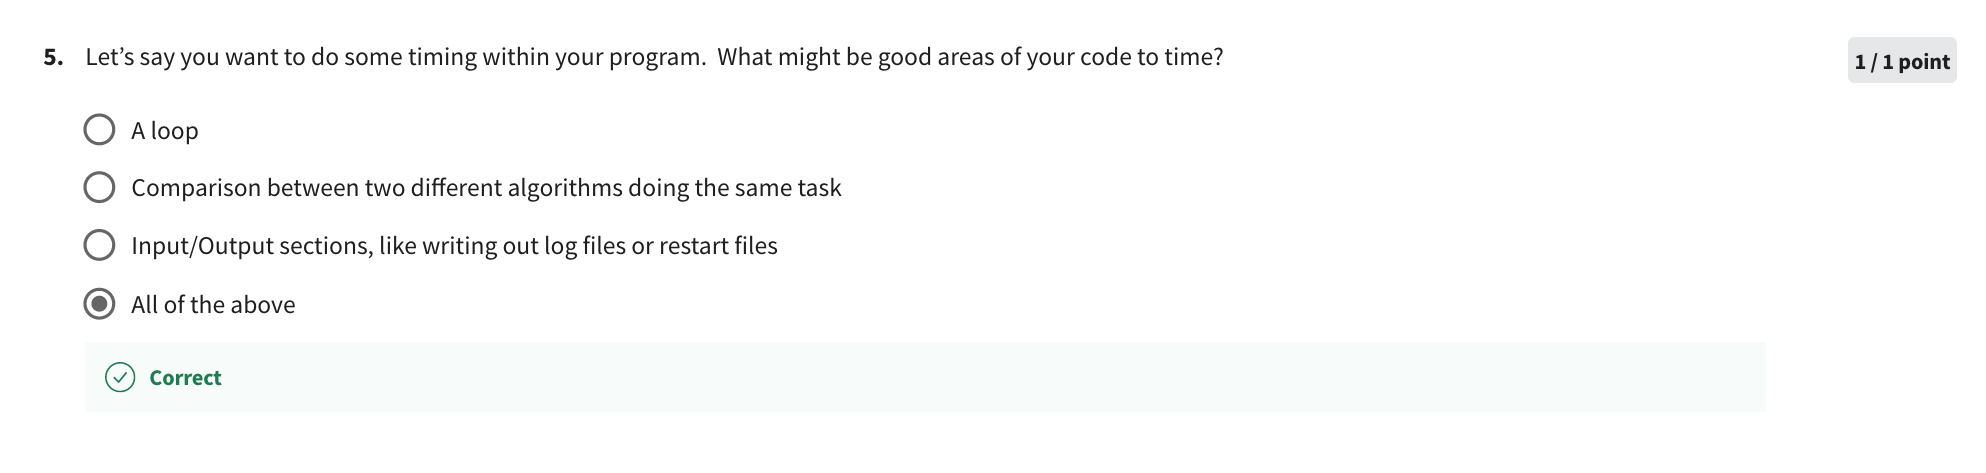 5. Let’s say you want to do some timing within your program.  What might be good areas of your code to time?
1 / 1 point
A loop
Comparison between two different algorithms doing the same task
Input/Output sections, like writing out log files or restart files
All of the above
Correct